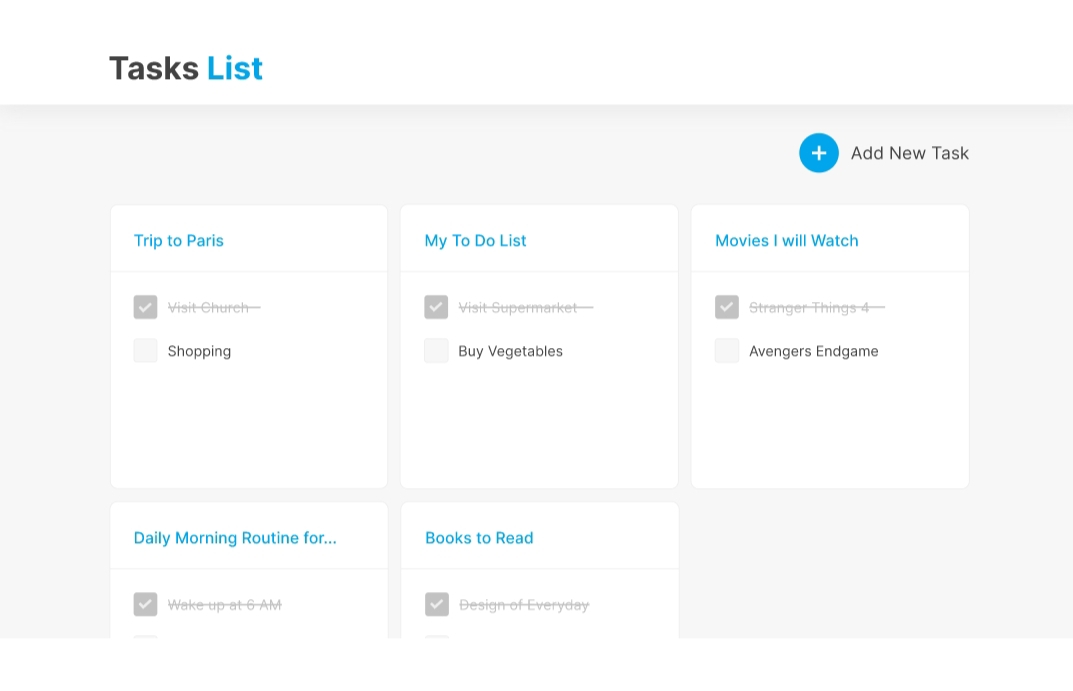 Tasks List
Add New Task
Trip to Paris
Visit Church
Shopping
My To Do List
Visit Supermarket
Buy Vegetables
Movies I will Watch
Stranger Things 4
Avengers Endgame
Daily Morning Routine for...
Wake up at 6 AM
Books to Read
Design of Everyday